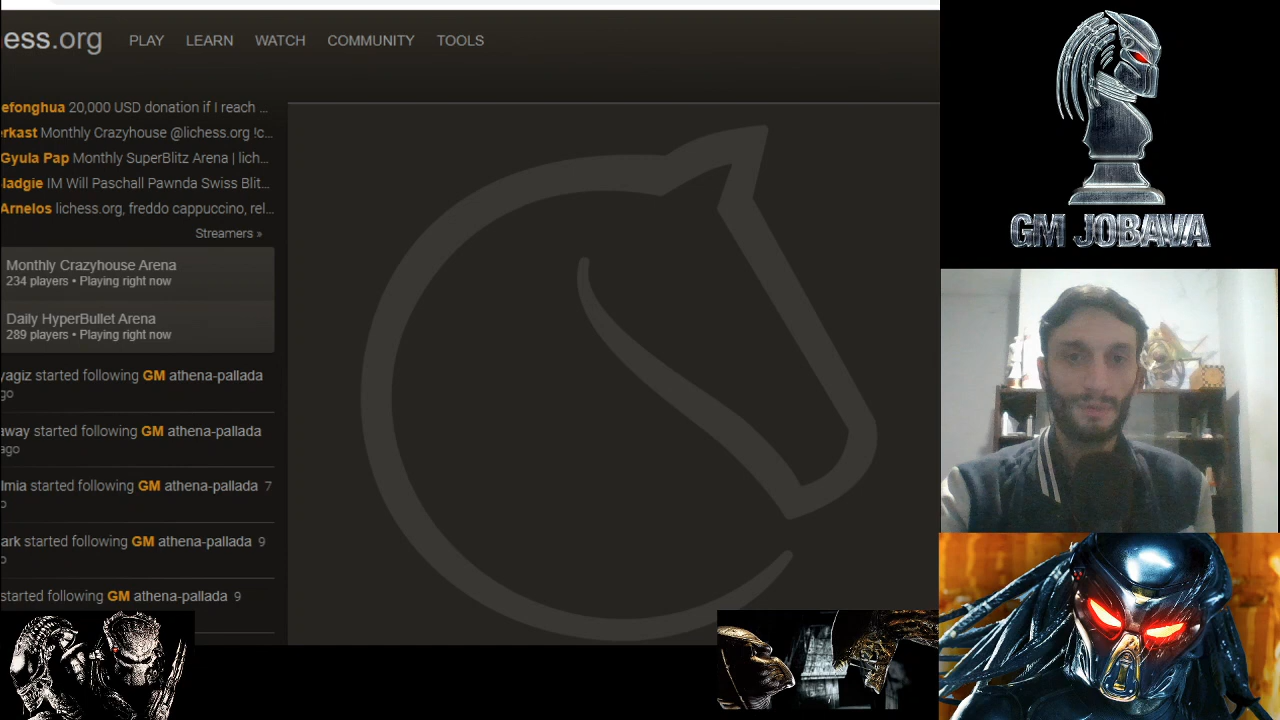 ess.org PLAY LEARN WATCH COMMUNITY TOOLS
efonghua 20,000 USD donation if I reach ...
erkast Monthly Crazyhouse @lichess.org !c...
Gyula Pap Monthly SuperBlitz Arena | lich...
ladgie IM Will Paschall Pawnda Swiss Blit...
Arnelos lichess.org, freddo cappuccino, rel...
Streamers »
Monthly Crazyhouse Arena
234 players • Playing right now
Daily HyperBullet Arena
289 players • Playing right now
yagiz started following GM athena-pallada
go
away started following GM athena-pallada
ago
lmia started following GM athena-pallada 7
o
ark started following GM athena-pallada 9
o
started following GM athena-pallada 9
GM JOBAVA